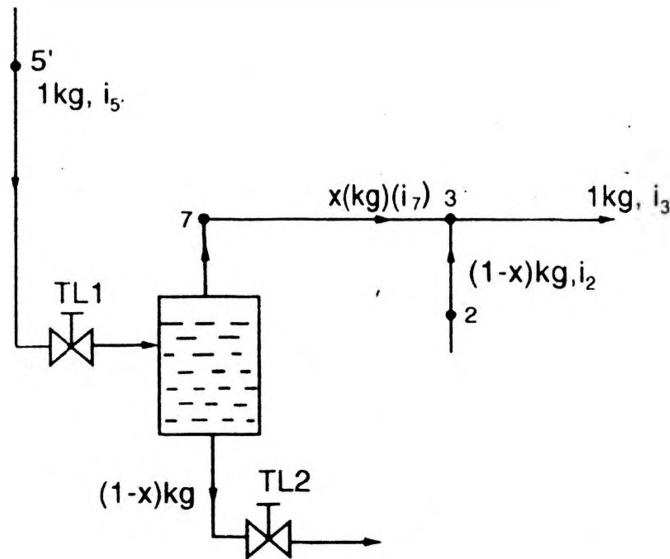 5'
1kg, i₅'
x(kg)(i₇) 3 1kg, i₃
7
(1-x)kg,i₂
TL1
2
(1-x)kg
TL2